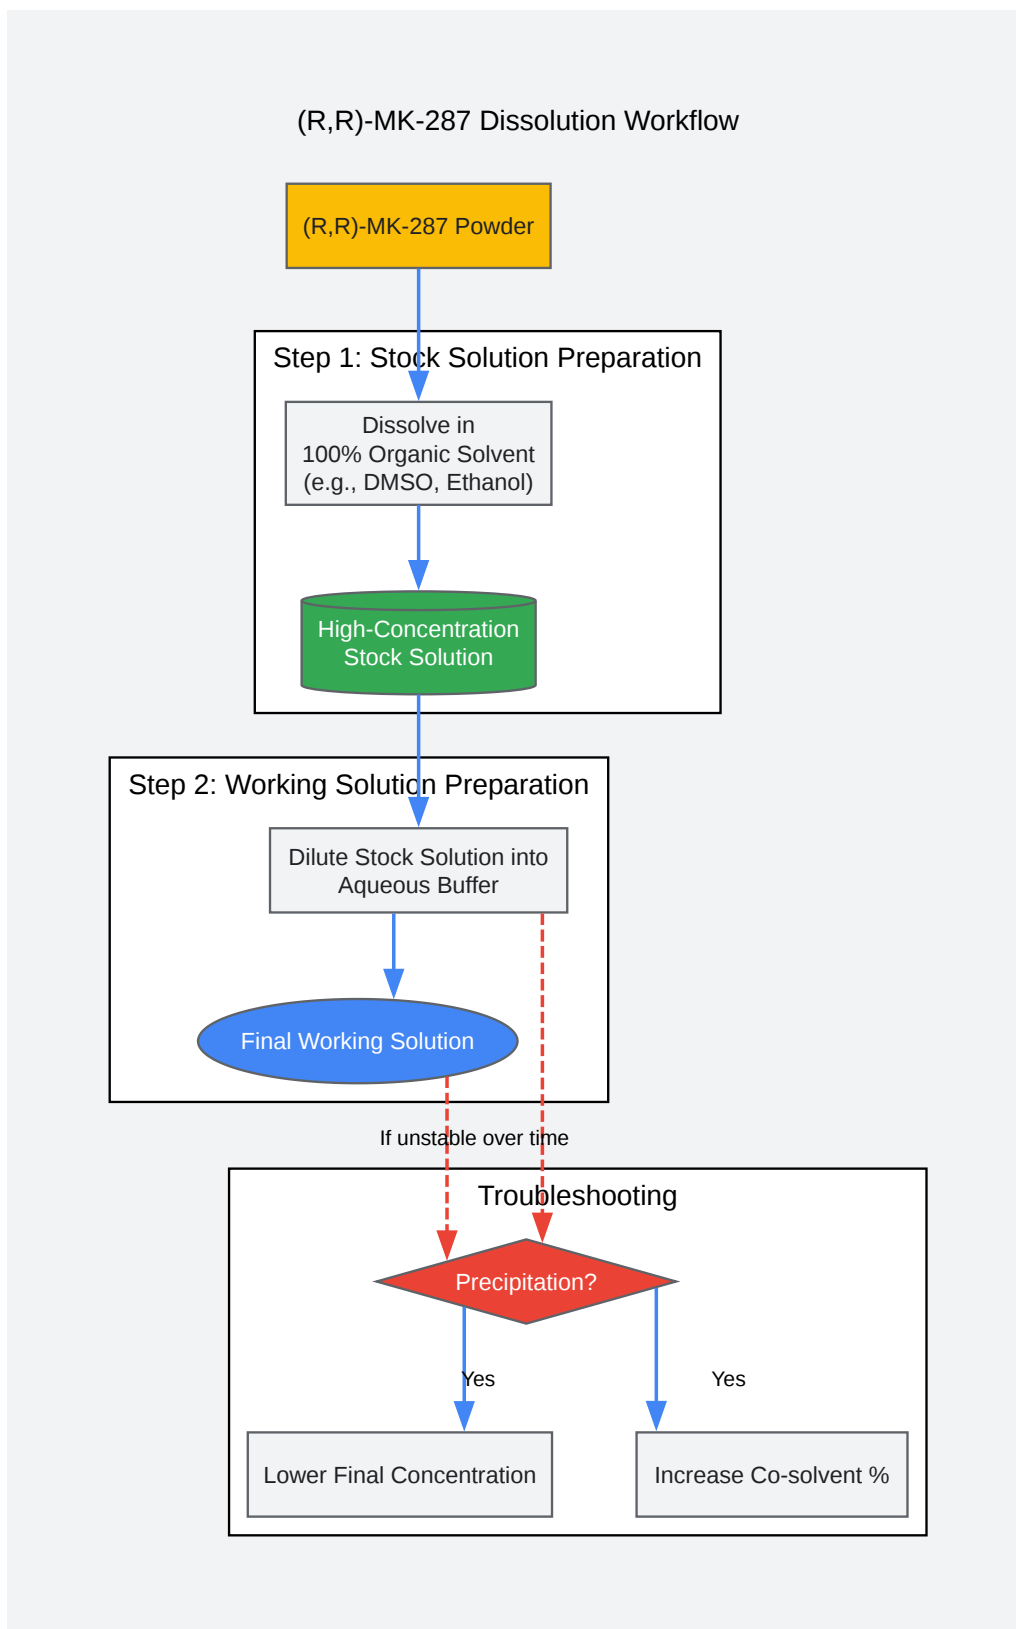 (R,R)-MK-287 Dissolution Workflow
(R,R)-MK-287 Powder
Step 1: Stock Solution Preparation
Dissolve in
100% Organic Solvent
(e.g., DMSO, Ethanol)
High-Concentration
Stock Solution
Step 2: Working Solution Preparation
Dilute Stock Solution into
Aqueous Buffer
Final Working Solution
If unstable over time
Troubleshooting
Precipitation?
Yes
Yes
Lower Final Concentration
Increase Co-solvent %